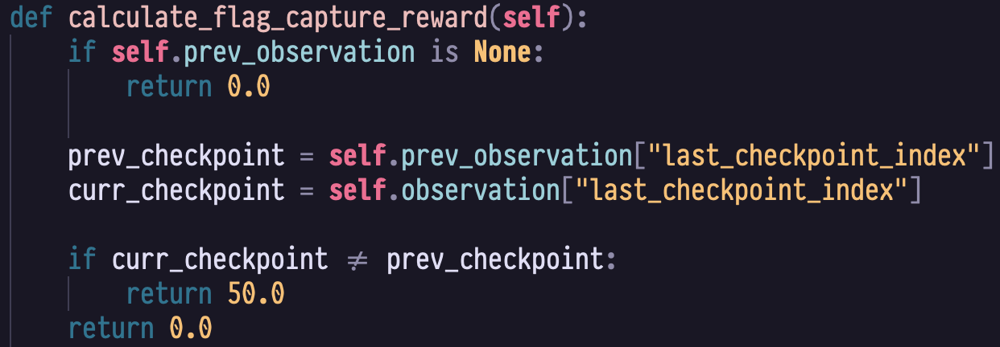 def calculate_flag_capture_reward(self):
    if self.prev_observation is None:
        return 0.0

    prev_checkpoint = self.prev_observation["last_checkpoint_index"]
    curr_checkpoint = self.observation["last_checkpoint_index"]

    if curr_checkpoint ≠ prev_checkpoint:
        return 50.0
    return 0.0